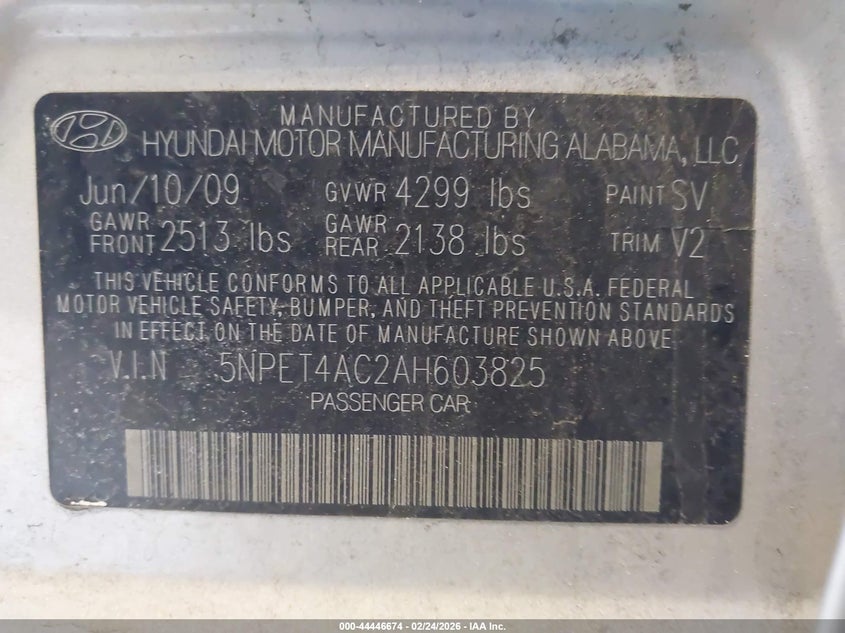 MANUFACTURED BY
HYUNDAI MOTOR MANUFACTURING ALABAMA, LLC
Jun/10/09 GVWR 4299 lbs PAINT SV
GAWR FRONT 2513 lbs GAWR REAR 2138 lbs TRIM V2
THIS VEHICLE CONFORMS TO ALL APPLICABLE U.S.A. FEDERAL
MOTOR VEHICLE SAFETY, BUMPER, AND THEFT PREVENTION STANDARDS
IN EFFECT ON THE DATE OF MANUFACTURE SHOWN ABOVE
V.I.N 5NPET4AC2AH603825
PASSENGER CAR
000-44446674 | 02/24/2026 - IAA Inc.